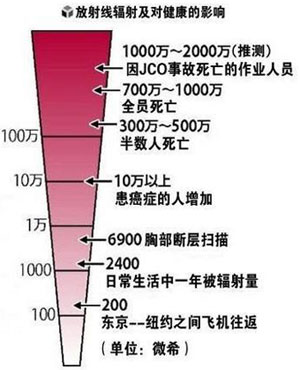 放射线辐射及对健康的影响
1000万～2000万(推测)
因JCO事故死亡的作业人员
700万～1000万
全员死亡
300万～500万
半数人死亡
100万
10万
10万以上
患癌症的人增加
1万
6900 胸部断层扫描
2400
1000
日常生活中一年被辐射量
200
100
东京--纽约之间飞机往返
(单位：微希)